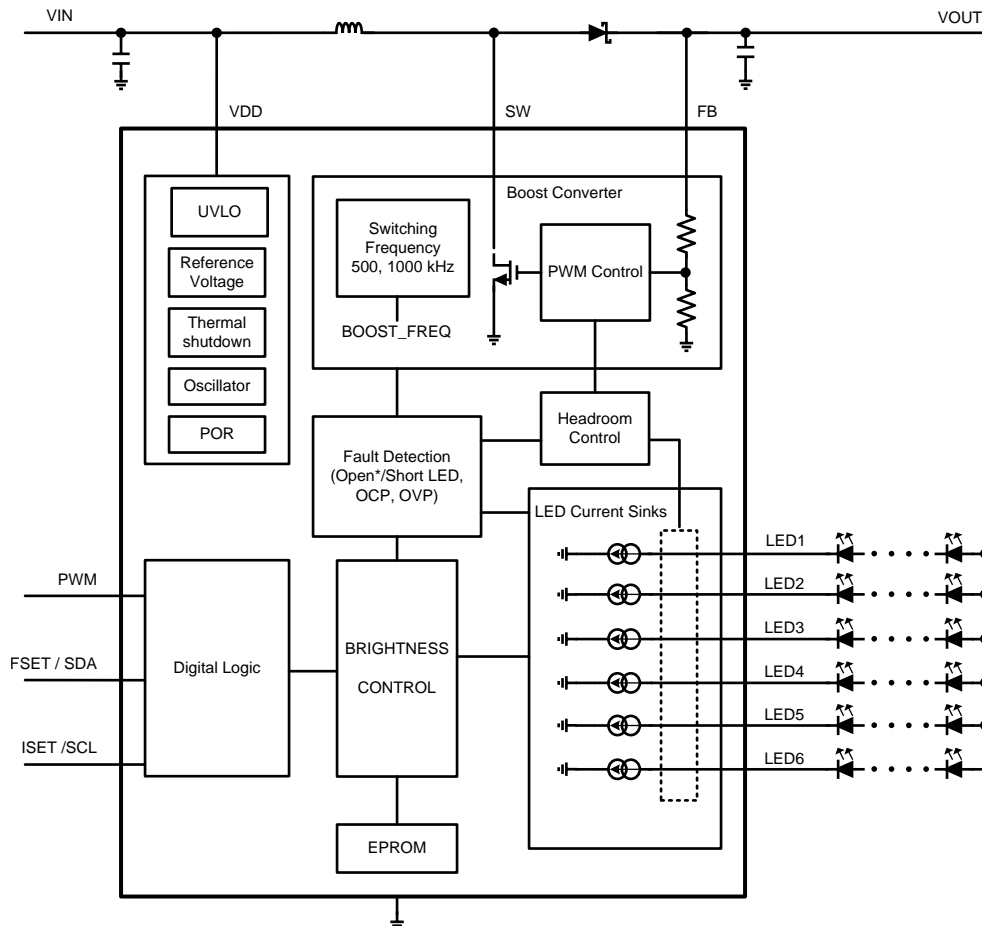 VIN
VOUT
VDD
SW
FB
UVLO
Reference
Voltage
Thermal
shutdown
Oscillator
POR
Boost Converter
Switching
Frequency
500, 1000 kHz
BOOST_FREQ
PWM Control
Headroom
Control
Fault Detection
(Open*/Short LED,
OCP, OVP)
LED Current Sinks
LED1
LED2
LED3
LED4
LED5
LED6
PWM
FSET / SDA
ISET /SCL
Digital Logic
BRIGHTNESS
CONTROL
EPROM